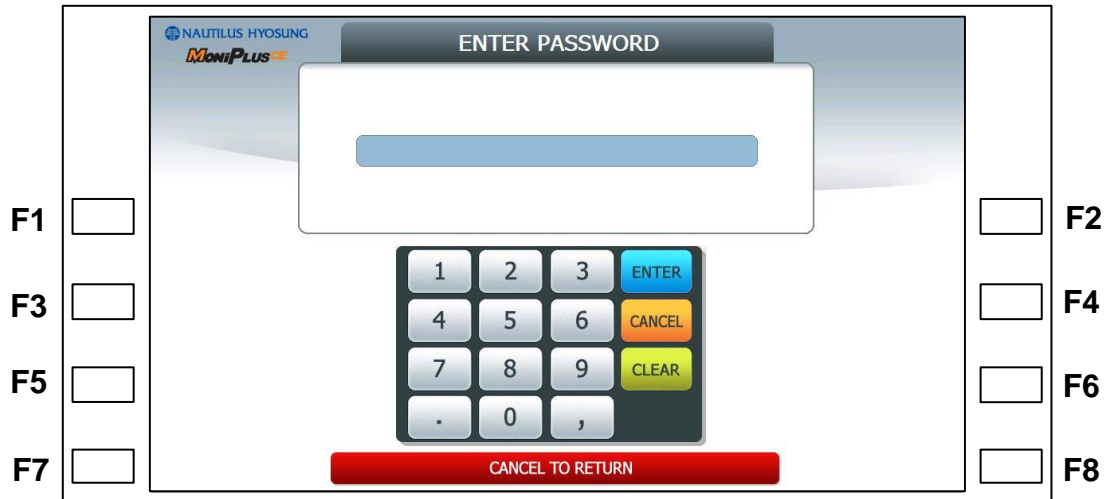 NAUTILUS HYOSUNG
MoniPlus CE
ENTER PASSWORD
F1
F2
1 2 3 ENTER
F3
F4
4 5 6 CANCEL
7 8 9 CLEAR
F5
F6
. 0 ,
F7
CANCEL TO RETURN
F8